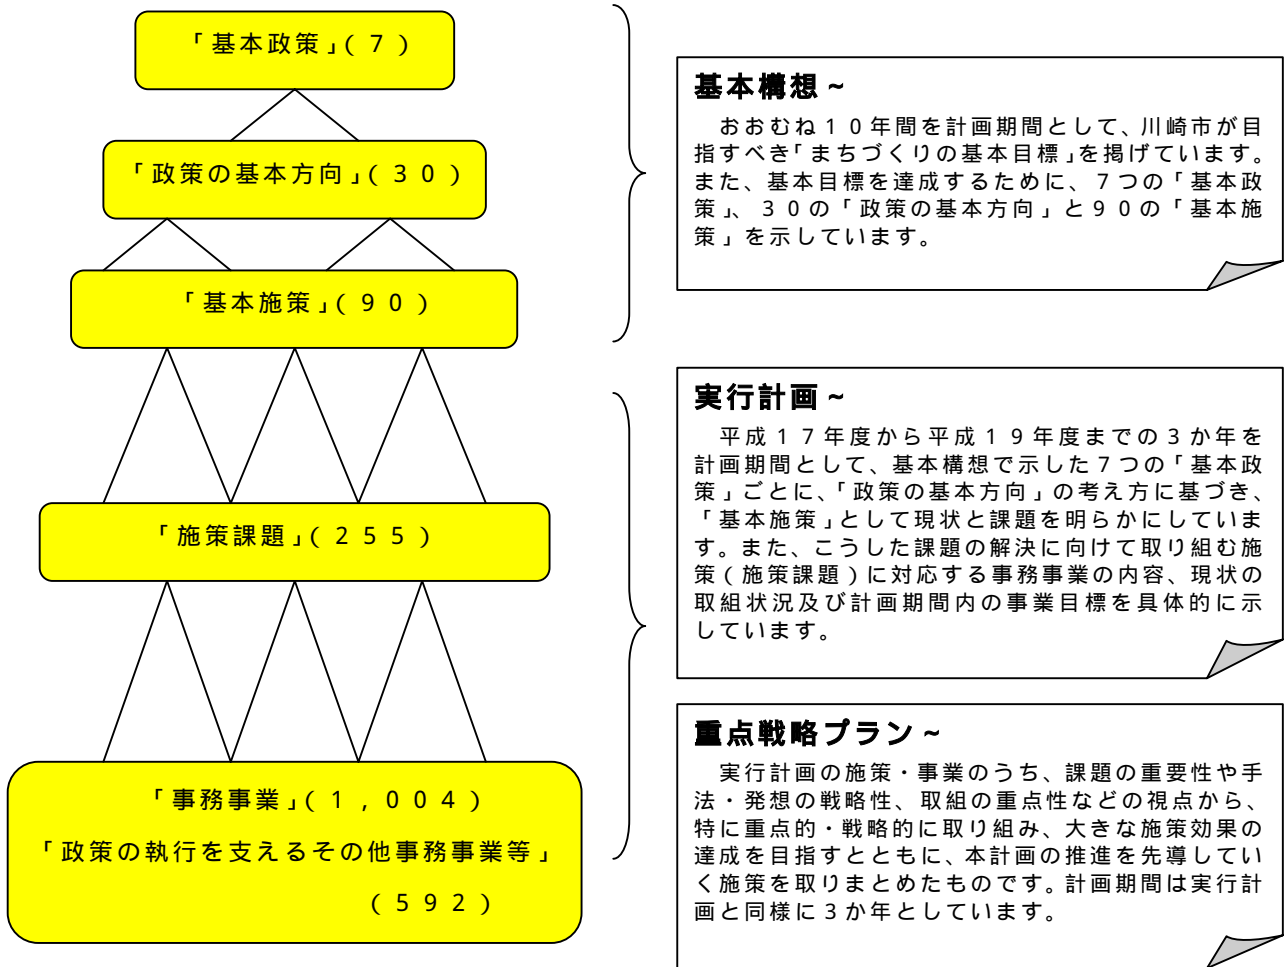 「基本政策」(7)
「政策の基本方向」(30)
「基本施策」(90)
「施策課題」(255)
「事務事業」(1,004)
「政策の執行を支えるその他事務事業等」
(592)
基本構想~
おおむね10年間を計画期間として、川崎市が目
指すべき「まちづくりの基本目標」を掲げています。
また、基本目標を達成するために、7つの「基本政
策」、30の「政策の基本方向」と90の「基本施
策」を示しています。
実行計画~
平成17年度から平成19年度までの3か年を
計画期間として、基本構想で示した7つの「基本政
策」ごとに、「政策の基本方向」の考え方に基づき、
「基本施策」として現状と課題を明らかにしていま
す。また、こうした課題の解決に向けて取り組む施
策(施策課題)に対応する事務事業の内容、現状の
取組状況及び計画期間内の事業目標を具体的に示
しています。
重点戦略プラン~
実行計画の施策・事業のうち、課題の重要性や手
法・発想の戦略性、取組の重点性などの視点から、
特に重点的・戦略的に取り組み、大きな施策効果の
達成を目指すとともに、本計画の推進を先導してい
く施策を取りまとめたものです。計画期間は実行計
画と同様に3か年としています。